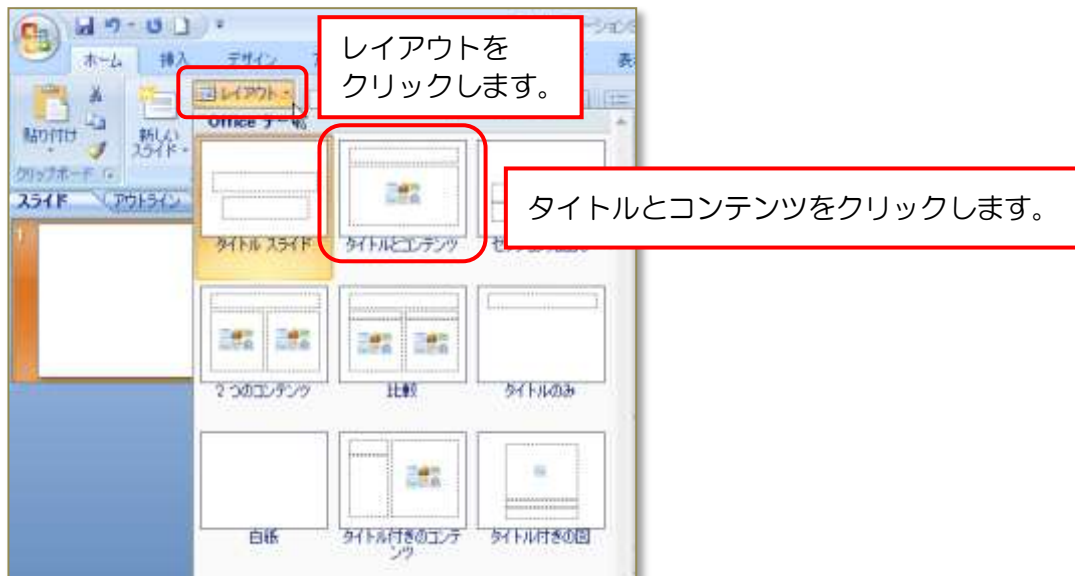 レイアウトを
クリックします。
ホーム 挿入 デザイン
レイアウト
貼り付け
新しい
スライド
クリップボード
Office テーマ
スライド アウトライン
1
タイトルとコンテンツをクリックします。
タイトル スライド タイトルとコンテンツ
2 つのコンテンツ 比較 タイトルのみ
白紙 タイトル付きのコンテ タイトル付きの図
ンツ